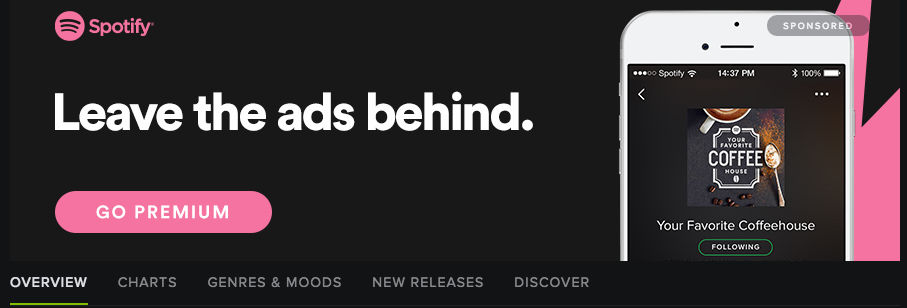 Spotify
SPONSORED
Spotify 14:37 PM 100%
Leave the ads behind.
YOUR
FAVORITE
COFFEE
HOUSE
GO PREMIUM
Your Favorite Coffeehouse
FOLLOWING
OVERVIEW CHARTS GENRES & MOODS NEW RELEASES DISCOVER